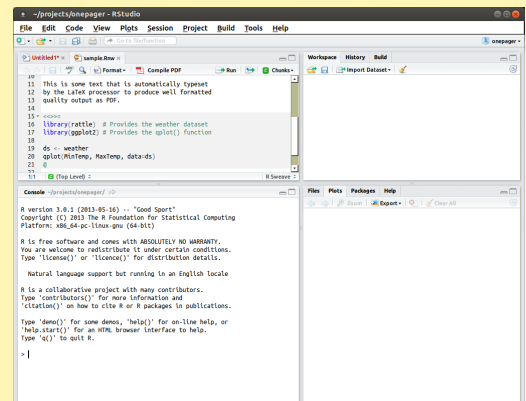 ~/projects/onepager - RStudio
File Edit Code View Plots Session Project Build Tools Help
Go to file/function
onepager
Untitled1* × sample.Rnw ×
Format Compile PDF Run Chunks
11 This is some text that is automatically typeset
12 by the LaTeX processor to produce well formatted
13 quality output as PDF.
14
15 <<>>=
16 library(rattle) # Provides the weather dataset
17 library(ggplot2) # Provides the qplot() function
18
19 ds <- weather
20 qplot(MinTemp, MaxTemp, data=ds)
21 @
1:1 (Top Level) R Sweave
Console ~/projects/onepager/
R version 3.0.1 (2013-05-16) -- "Good Sport"
Copyright (C) 2013 The R Foundation for Statistical Computing
Platform: x86_64-pc-linux-gnu (64-bit)
R is free software and comes with ABSOLUTELY NO WARRANTY.
You are welcome to redistribute it under certain conditions.
Type 'license()' or 'licence()' for distribution details.
Natural language support but running in an English locale
R is a collaborative project with many contributors.
Type 'contributors()' for more information and
'citation()' on how to cite R or R packages in publications.
Type 'demo()' for some demos, 'help()' for on-line help, or
'help.start()' for an HTML browser interface to help.
Type 'q()' to quit R.
>
Workspace History Build
Import Dataset
Files Plots Packages Help
Zoom Export Clear All